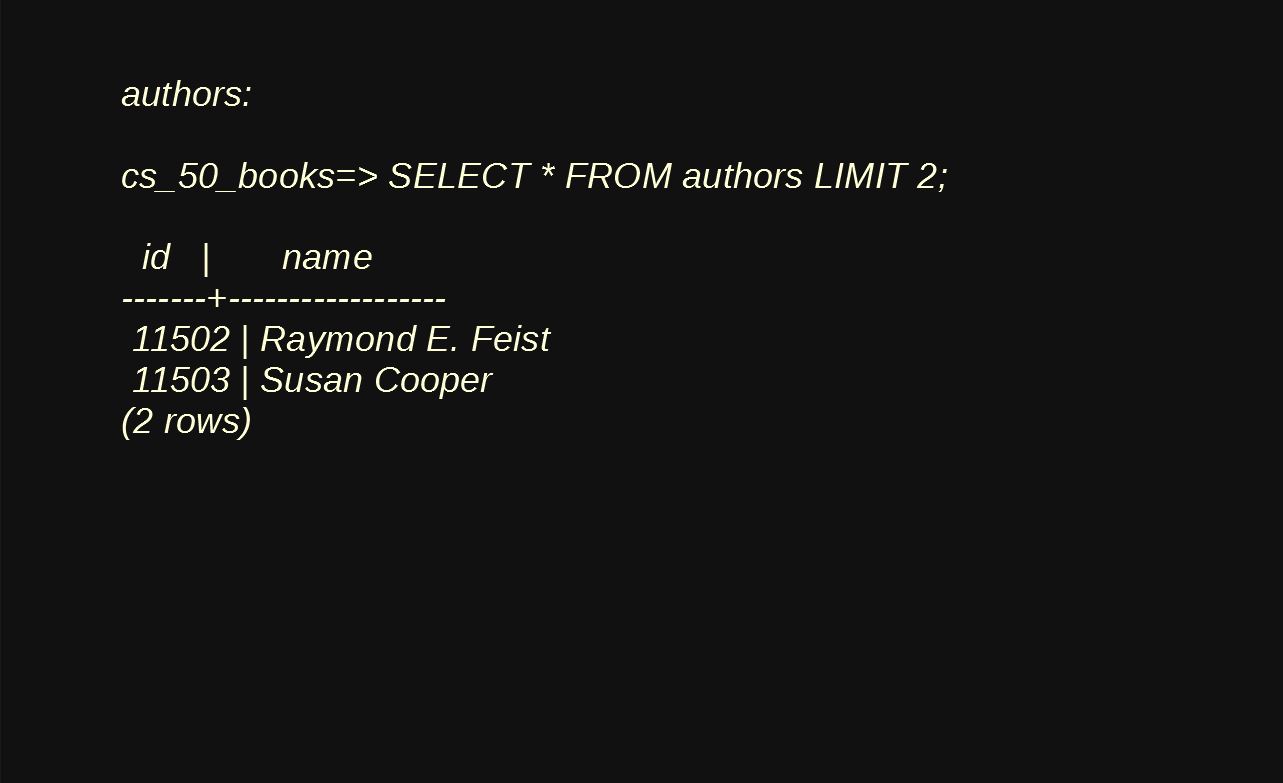 authors:
cs_50_books=> SELECT * FROM authors LIMIT 2;
  id   |       name
-------+------------------
 11502 | Raymond E. Feist
 11503 | Susan Cooper
(2 rows)